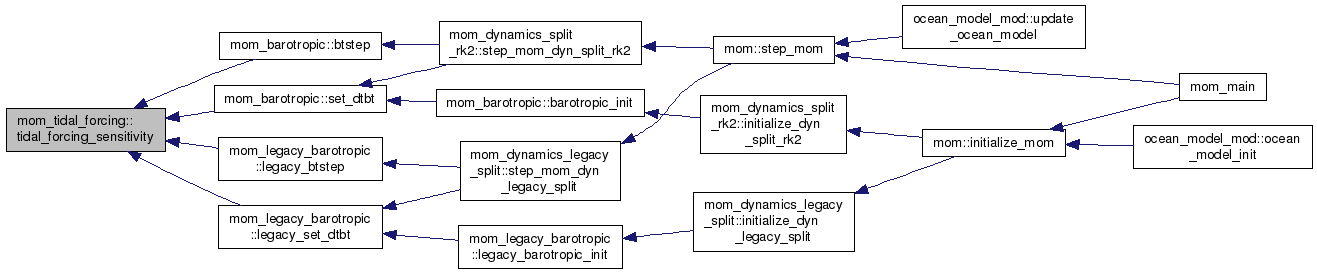 mom_tidal_forcing::
tidal_forcing_sensitivity
mom_barotropic::btstep
mom_barotropic::set_dtbt
mom_legacy_barotropic
::legacy_btstep
mom_legacy_barotropic
::legacy_set_dtbt
mom_dynamics_split
_rk2::step_mom_dyn_split_rk2
mom_barotropic::barotropic_init
mom_dynamics_legacy
_split::step_mom_dyn
_legacy_split
mom_legacy_barotropic
::legacy_barotropic_init
mom::step_mom
mom_dynamics_split
_rk2::initialize_dyn
_split_rk2
mom_dynamics_legacy
_split::initialize_dyn
_legacy_split
ocean_model_mod::update
_ocean_model
mom::initialize_mom
mom_main
ocean_model_mod::ocean
_model_init